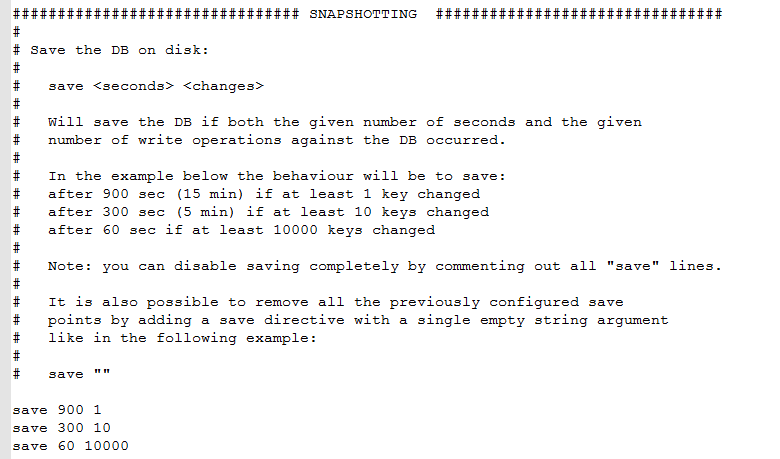 ################################ SNAPSHOTTING  ################################
#
# Save the DB on disk:
#
#   save <seconds> <changes>
#
#   Will save the DB if both the given number of seconds and the given
#   number of write operations against the DB occurred.
#
#   In the example below the behaviour will be to save:
#   after 900 sec (15 min) if at least 1 key changed
#   after 300 sec (5 min) if at least 10 keys changed
#   after 60 sec if at least 10000 keys changed
#
#   Note: you can disable saving completely by commenting out all "save" lines.
#
#   It is also possible to remove all the previously configured save
#   points by adding a save directive with a single empty string argument
#   like in the following example:
#
#   save ""

save 900 1
save 300 10
save 60 10000